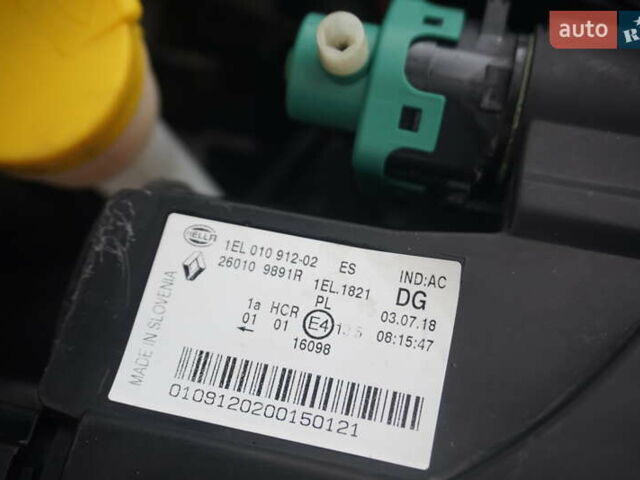 auto
HELLA
1EL 010 912-02 ES
26010 9891R 1EL.1821
IND:AC
DG
03.07.18
08:15:47
1a HCR PL
01 01 E4
16098
MADE IN SLOVENIA
0109120200150121